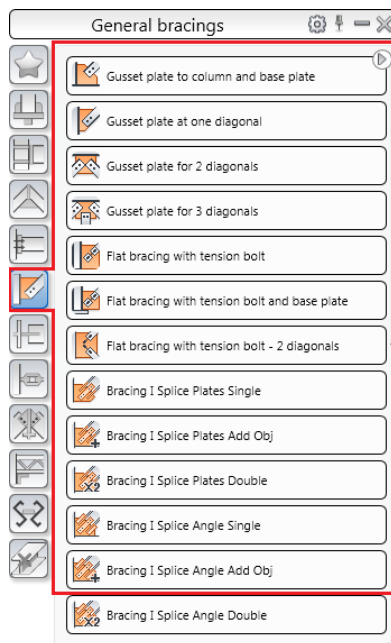 General bracings
Gusset plate to column and base plate
Gusset plate at one diagonal
Gusset plate for 2 diagonals
Gusset plate for 3 diagonals
Flat bracing with tension bolt
Flat bracing with tension bolt and base plate
Flat bracing with tension bolt - 2 diagonals
Bracing I Splice Plates Single
Bracing I Splice Plates Add Obj
X2 Bracing I Splice Plates Double
Bracing I Splice Angle Single
Bracing I Splice Angle Add Obj
X2 Bracing I Splice Angle Double